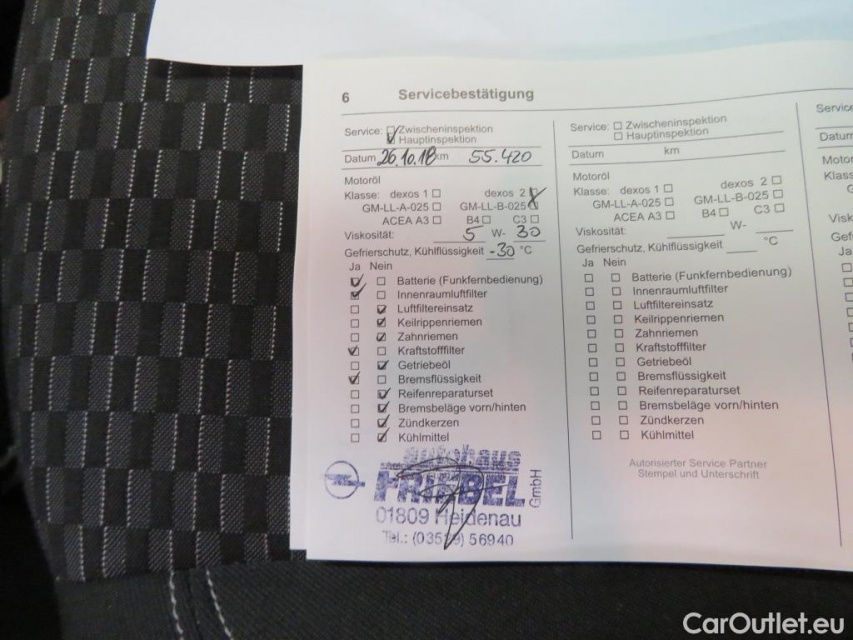 6 Servicebestätigung
Service: ☑ Zwischeninspektion
☐ Hauptinspektion
Datum 26.10.18 km 55.420
Motoröl
Klasse: dexos 1 ☐ dexos 2 ☑
GM-LL-A-025 ☐ GM-LL-B-025 ☐
ACEA A3 ☐ B4 ☐ C3 ☐
Viskosität: 5 W- 30
Gefrierschutz, Kühlflüssigkeit -30 °C
Ja Nein
☑ ☐ Batterie (Funkfernbedienung)
☑ ☐ Innenraumluftfilter
☐ ☑ Luftfiltereinsatz
☐ ☑ Keilrippenriemen
☐ ☑ Zahnriemen
☑ ☐ Kraftstofffilter
☐ ☑ Getriebeöl
☑ ☐ Bremsflüssigkeit
☐ ☑ Reifenreparaturset
☐ ☑ Bremsbeläge vorn/hinten
☐ ☑ Zündkerzen
☐ ☑ Kühlmittel
Autohaus
FRIEBEL GmbH
01809 Heidenau
Tel.: (03529) 56940
Service: ☐ Zwischeninspektion
☐ Hauptinspektion
Datum km
Motoröl
Klasse: dexos 1 ☐ dexos 2 ☐
GM-LL-A-025 ☐ GM-LL-B-025 ☐
ACEA A3 ☐ B4 ☐ C3 ☐
Viskosität: W-
Gefrierschutz, Kühlflüssigkeit °C
Ja Nein
☐ ☐ Batterie (Funkfernbedienung)
☐ ☐ Innenraumluftfilter
☐ ☐ Luftfiltereinsatz
☐ ☐ Keilrippenriemen
☐ ☐ Zahnriemen
☐ ☐ Kraftstofffilter
☐ ☐ Getriebeöl
☐ ☐ Bremsflüssigkeit
☐ ☐ Reifenreparaturset
☐ ☐ Bremsbeläge vorn/hinten
☐ ☐ Zündkerzen
☐ ☐ Kühlmittel
Autorisierter Service Partner
Stempel und Unterschrift
Service
Datum
CarOutlet.eu